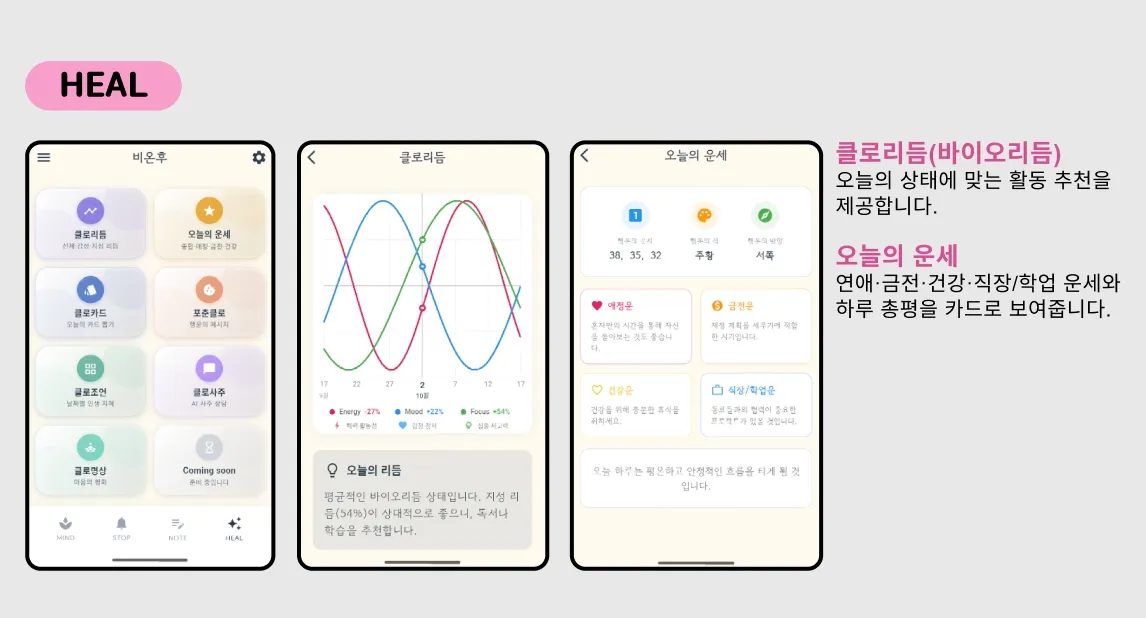 HEAL
비온후
클로리듬
신체·감성·지성 리듬
오늘의 운세
종합·애정·금전·건강
클로카드
오늘의 카드 뽑기
포춘클로
행운의 메시지
클로조언
날짜별 인생 지혜
클로사주
AI 사주 상담
클로명상
마음의 평화
Coming soon
준비 중입니다
MIND
STOP
NOTE
HEAL
클로리듬
17 22 27 2 7 12 17
9월 10월
Energy -27% Mood +22% Focus +54%
체력·활동성 감정·정서 집중·사고력
오늘의 리듬
평균적인 바이오리듬 상태입니다. 지성 리
듬(54%)이 상대적으로 좋으니, 독서나
학습을 추천합니다.
오늘의 운세
1
행운의 숫자 행운의 색 행운의 방향
38, 35, 32 주황 서쪽
애정운
혼자만의 시간을 통해 자신
을 돌아보는 것도 좋습니
다.
금전운
재정 계획을 세우기에 적합
한 시기입니다.
건강운
건강을 위해 충분한 휴식을
취하세요.
직장/학업운
동료들과의 협력이 중요한
프로젝트가 있을 것입니다.
오늘 하루는 평온하고 안정적인 흐름을 타게 될 것
입니다.
클로리듬(바이오리듬)
오늘의 상태에 맞는 활동 추천을
제공합니다.
오늘의 운세
연애·금전·건강·직장/학업 운세와
하루 총평을 카드로 보여줍니다.